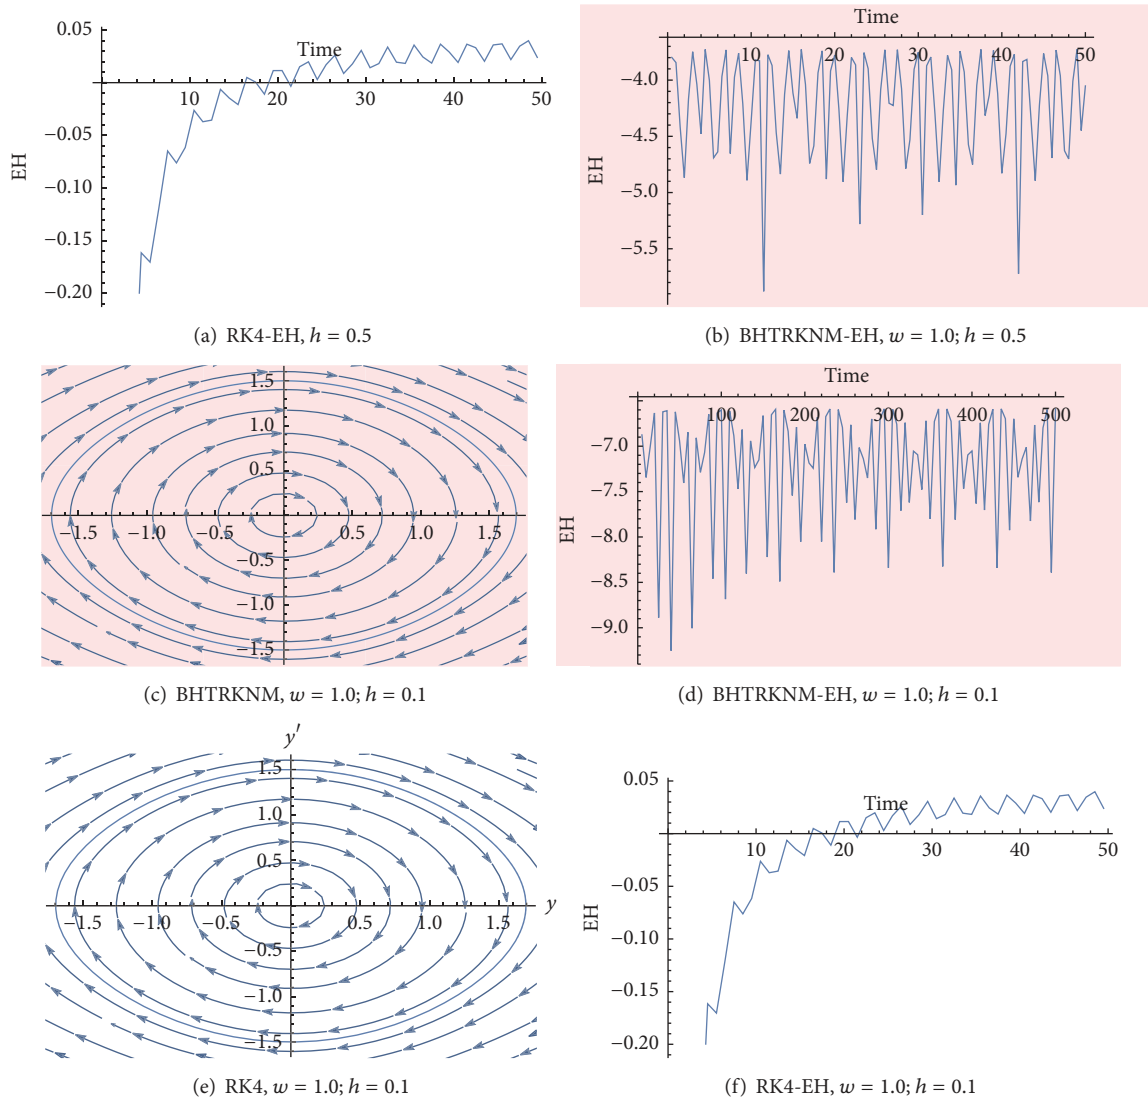 0.05
Time
10 20 30 40 50
−0.05
−0.10
−0.15
−0.20
EH
(a) RK4-EH, h = 0.5
Time
10 20 30 40 50
−4.0
−4.5
−5.0
−5.5
EH
(b) BHTRKNM-EH, w = 1.0; h = 0.5
1.5
1.0
0.5
−1.5 −1.0 −0.5 0.5 1.0 1.5
−0.5
−1.0
−1.5
(c) BHTRKNM, w = 1.0; h = 0.1
Time
100 200 300 400 500
−7.0
−7.5
−8.0
−8.5
−9.0
EH
(d) BHTRKNM-EH, w = 1.0; h = 0.1
y′
1.5
1.0
0.5
y
−1.5 −1.0 −0.5 0.5 1.0 1.5
−0.5
−1.0
−1.5
(e) RK4, w = 1.0; h = 0.1
0.05
Time
10 20 30 40 50
−0.05
−0.10
−0.15
−0.20
EH
(f) RK4-EH, w = 1.0; h = 0.1